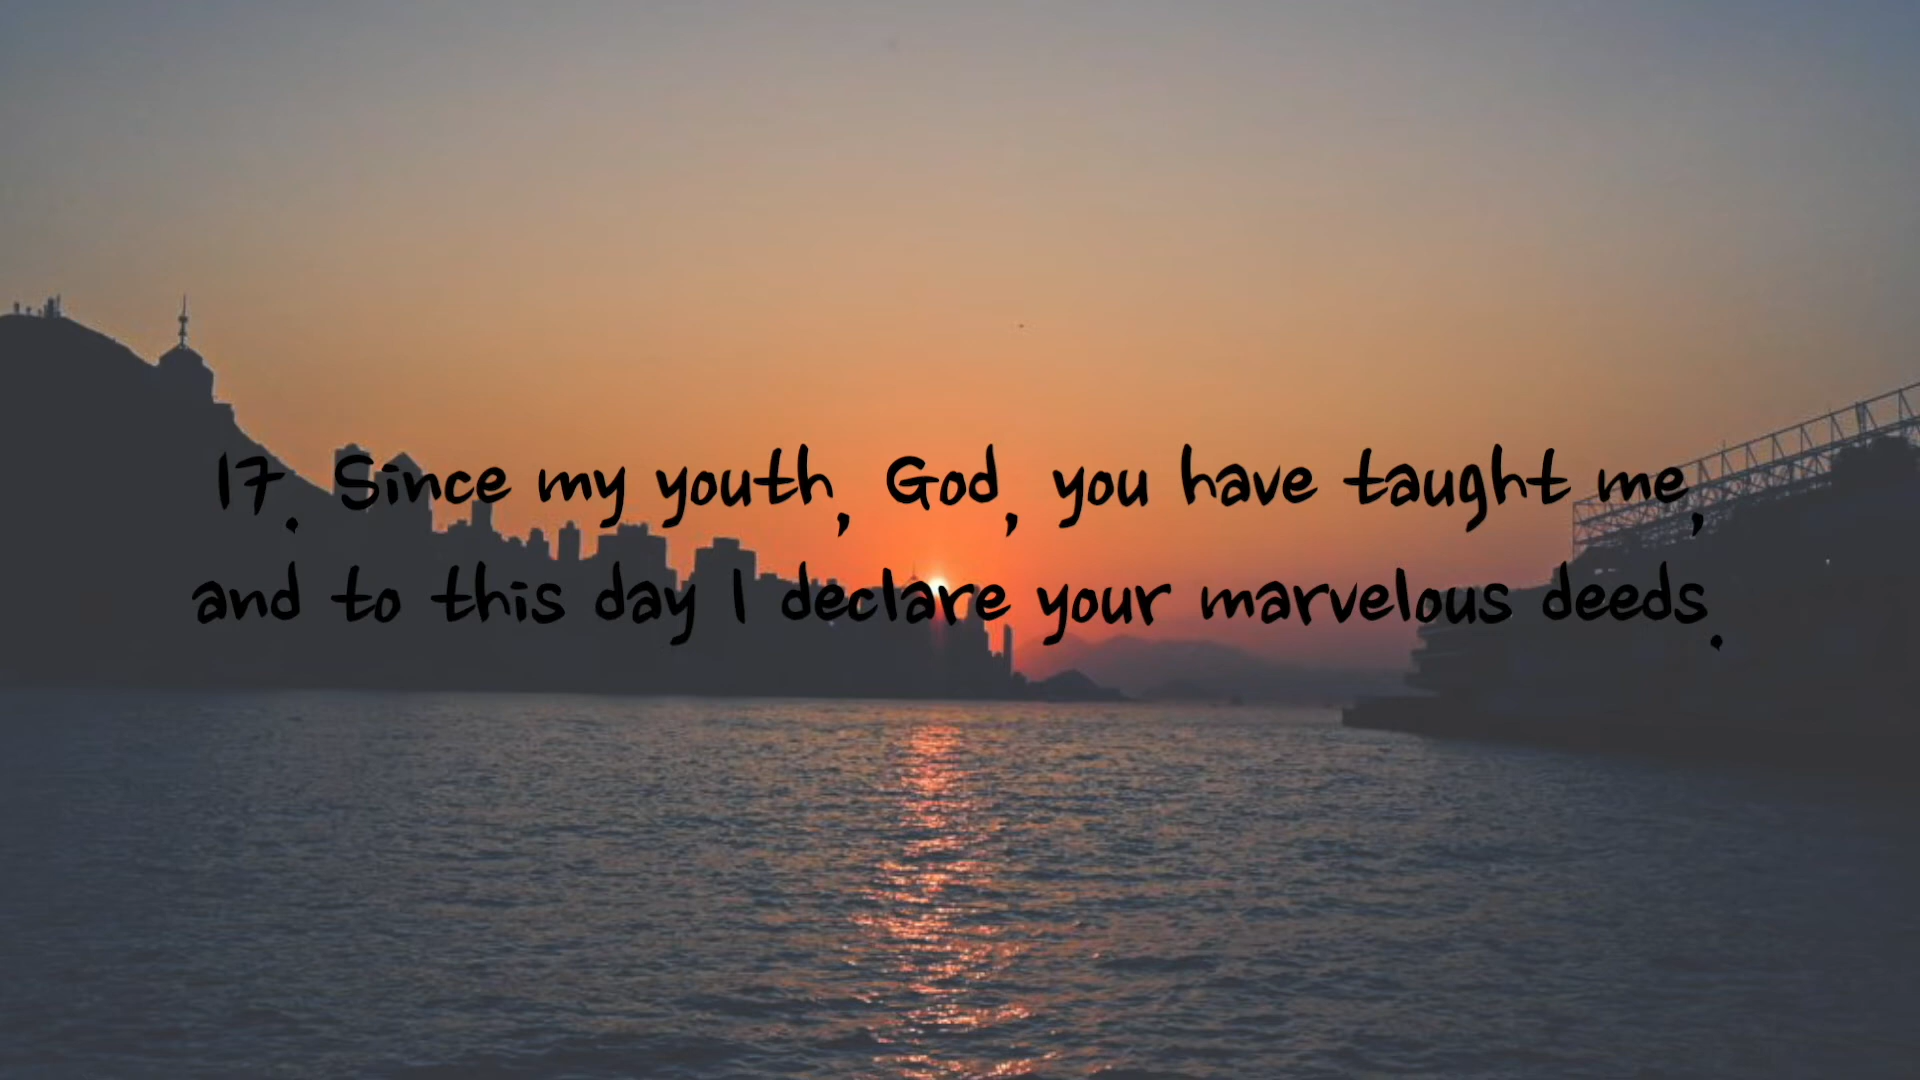 17. Since my youth, God, you have taught me,
and to this day I declare your marvelous deeds.